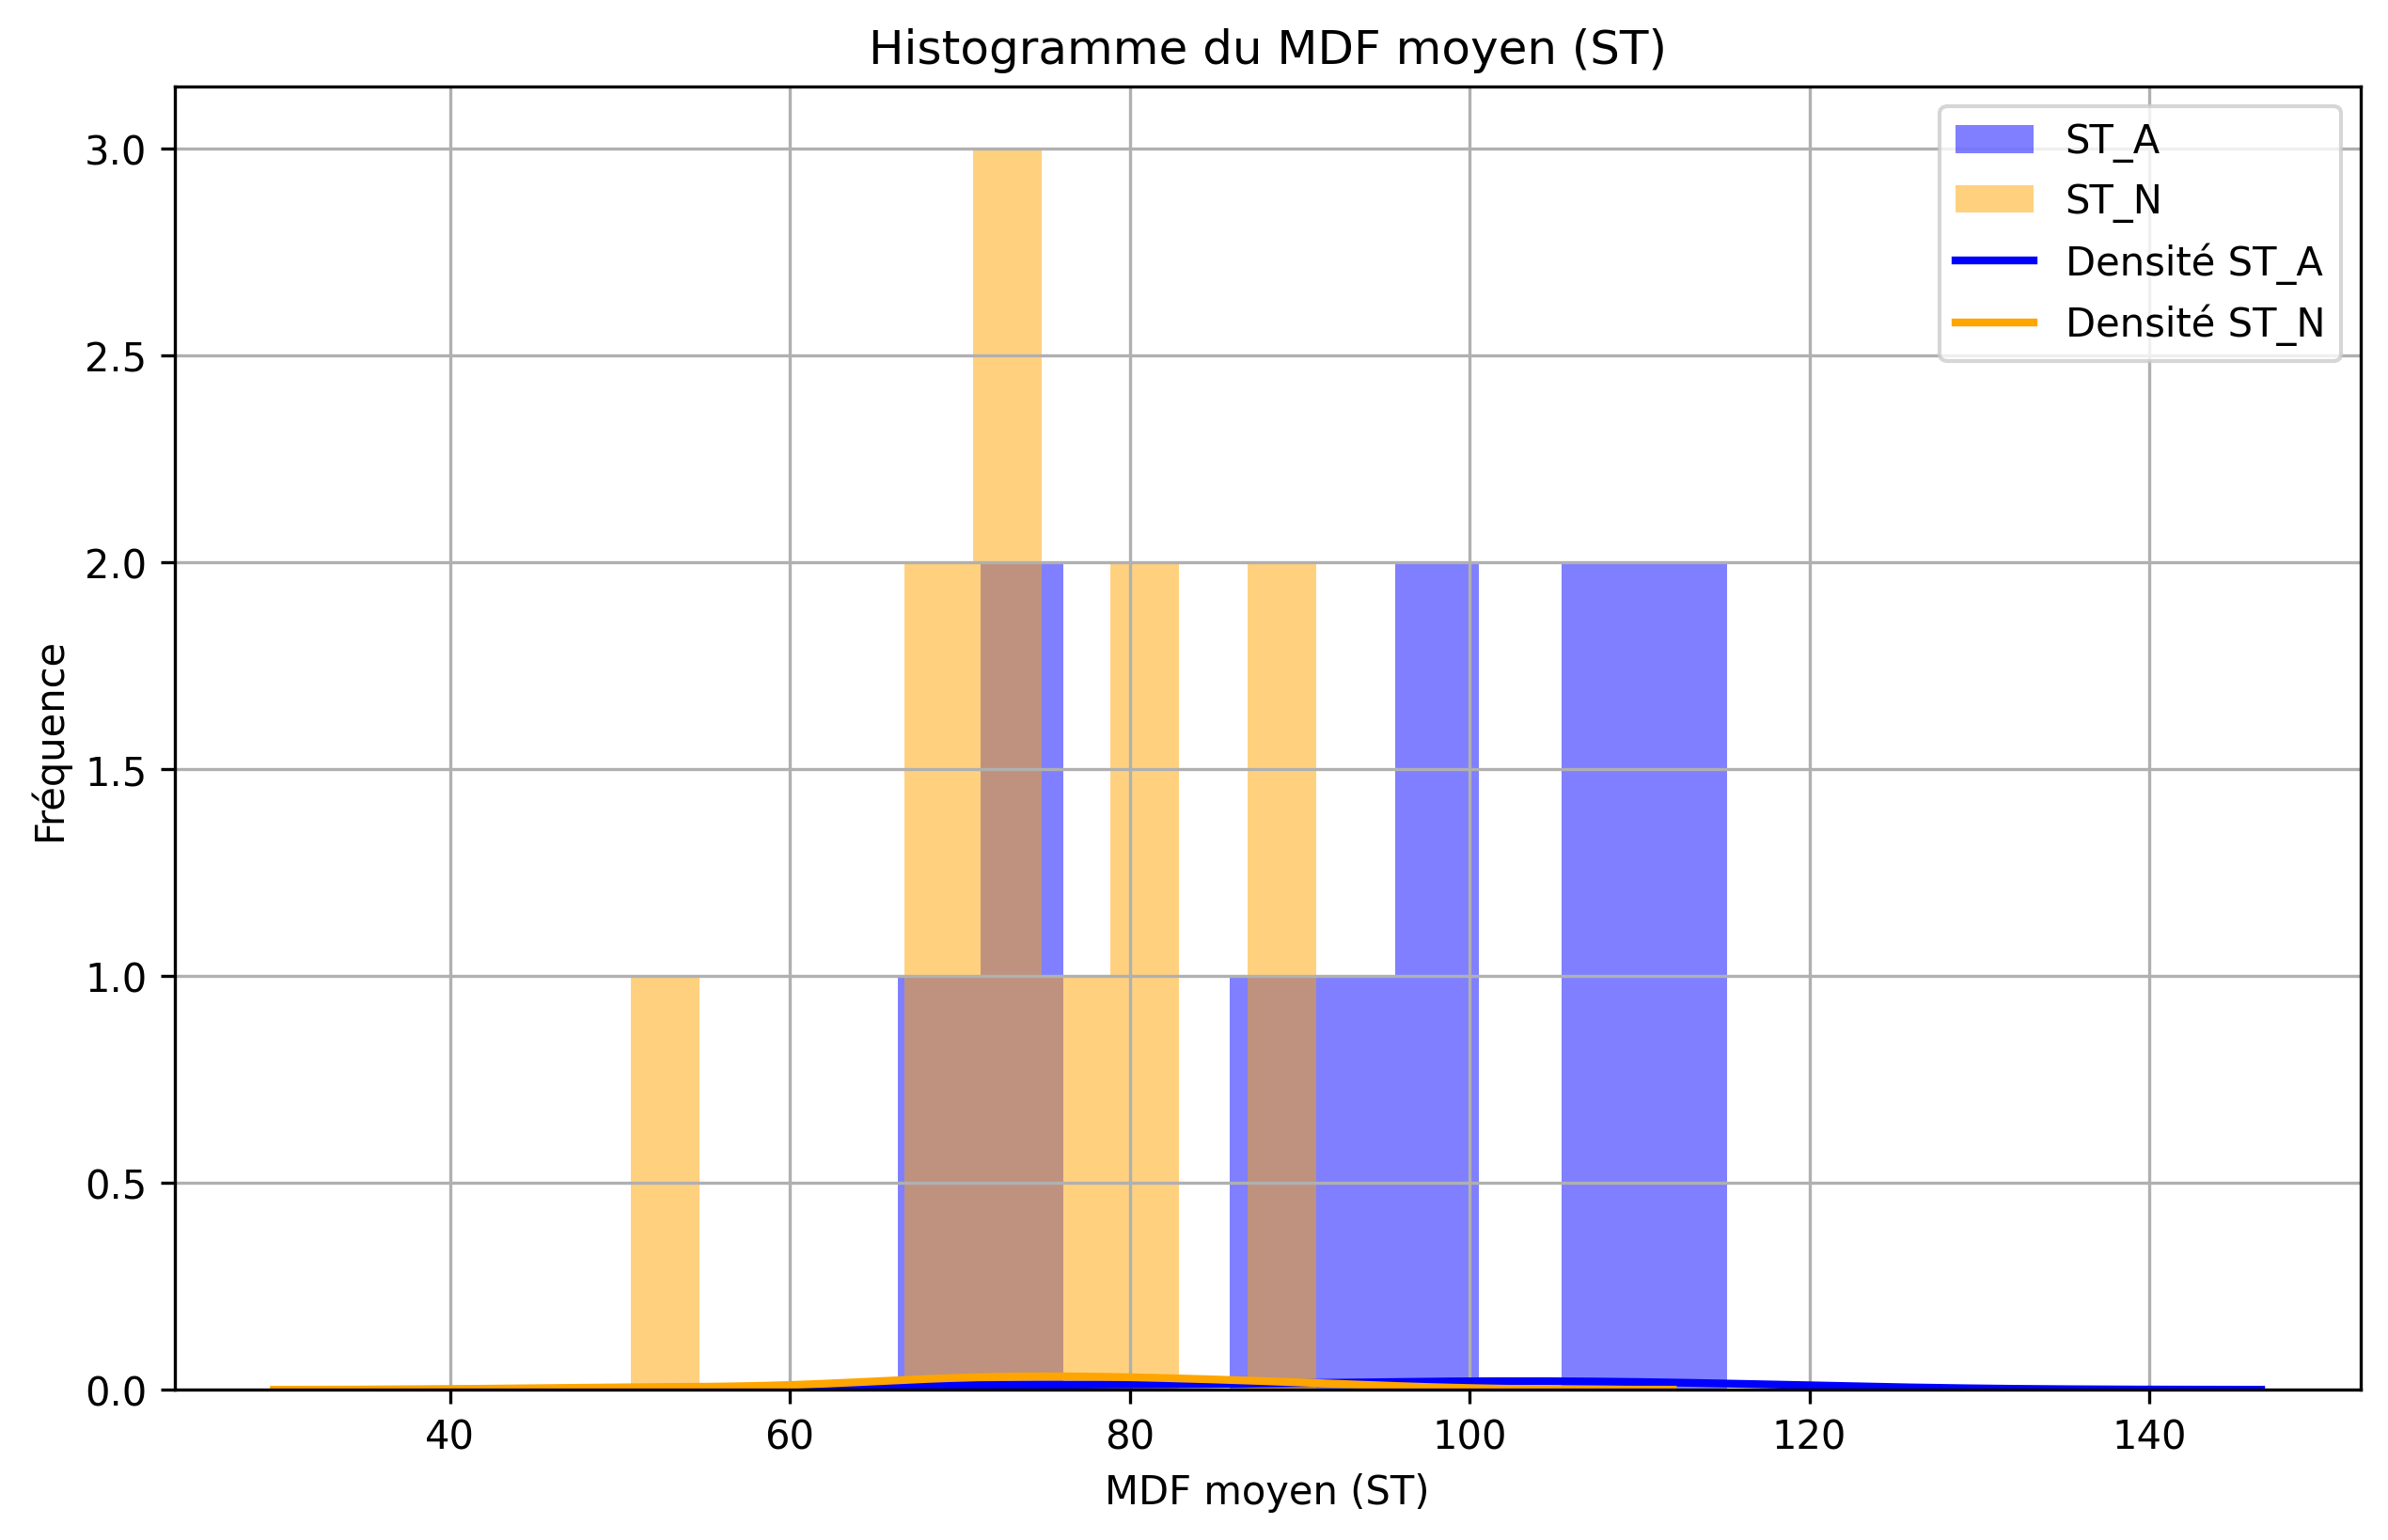 Histogramme du MDF moyen (ST)
ST_A
ST_N
Densité ST_A
Densité ST_N
Fréquence
3.0
2.5
2.0
1.5
1.0
0.5
0.0
40 60 80 100 120 140
MDF moyen (ST)